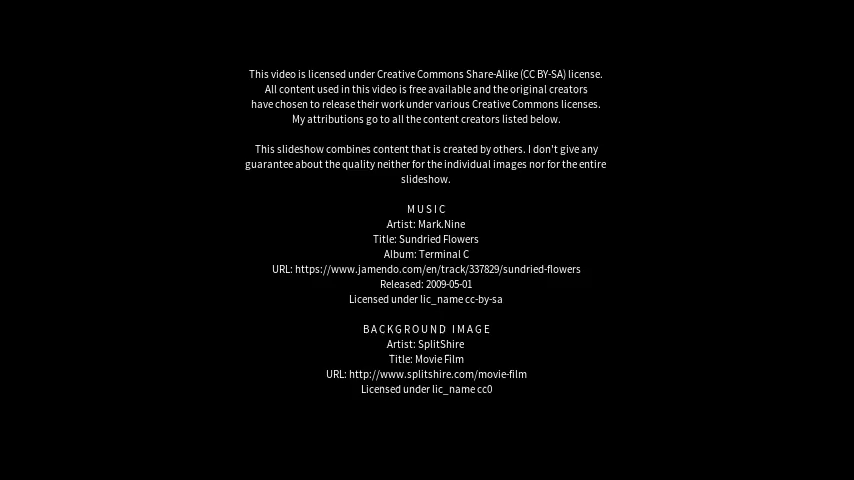 This video is licensed under Creative Commons Share-Alike (CC BY-SA) license.
All content used in this video is free available and the original creators
have chosen to release their work under various Creative Commons licenses.
My attributions go to all the content creators listed below.
This slideshow combines content that is created by others. I don't give any
guarantee about the quality neither for the individual images nor for the entire
slideshow.
MUSIC
Artist: Mark.Nine
Title: Sundried Flowers
Album: Terminal C
URL: https://www.jamendo.com/en/track/337829/sundried-flowers
Released: 2009-05-01
Licensed under lic_name cc-by-sa
BACKGROUND IMAGE
Artist: SplitShire
Title: Movie Film
URL: http://www.splitshire.com/movie-film
Licensed under lic_name cc0